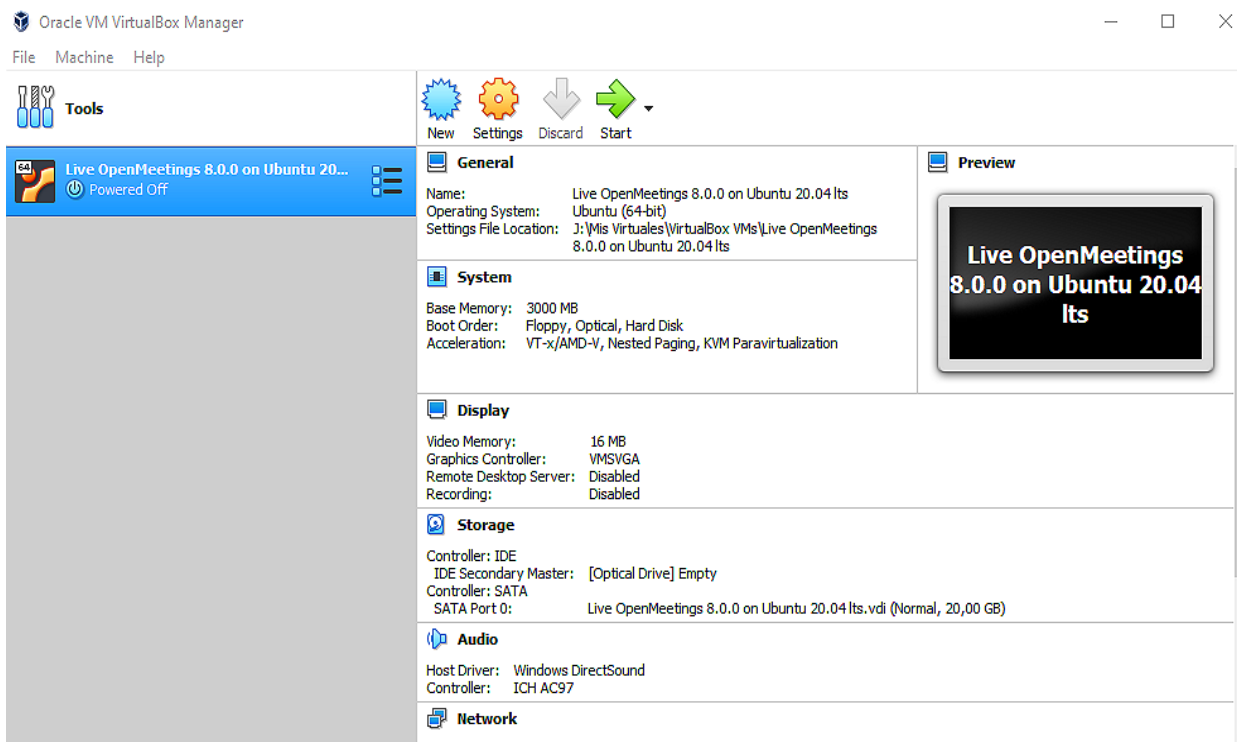 Oracle VM VirtualBox Manager
File Machine Help
Tools
New Settings Discard Start
64
Live OpenMeetings 8.0.0 on Ubuntu 20...
Powered Off
General
Name: Live OpenMeetings 8.0.0 on Ubuntu 20.04 lts
Operating System: Ubuntu (64-bit)
Settings File Location: J:\Mis Virtuales\VirtualBox VMs\Live OpenMeetings
8.0.0 on Ubuntu 20.04 lts
Preview
Live OpenMeetings
8.0.0 on Ubuntu 20.04
lts
System
Base Memory: 3000 MB
Boot Order: Floppy, Optical, Hard Disk
Acceleration: VT-x/AMD-V, Nested Paging, KVM Paravirtualization
Display
Video Memory: 16 MB
Graphics Controller: VMSVGA
Remote Desktop Server: Disabled
Recording: Disabled
Storage
Controller: IDE
IDE Secondary Master: [Optical Drive] Empty
Controller: SATA
SATA Port 0: Live OpenMeetings 8.0.0 on Ubuntu 20.04 lts.vdi (Normal, 20,00 GB)
Audio
Host Driver: Windows DirectSound
Controller: ICH AC97
Network